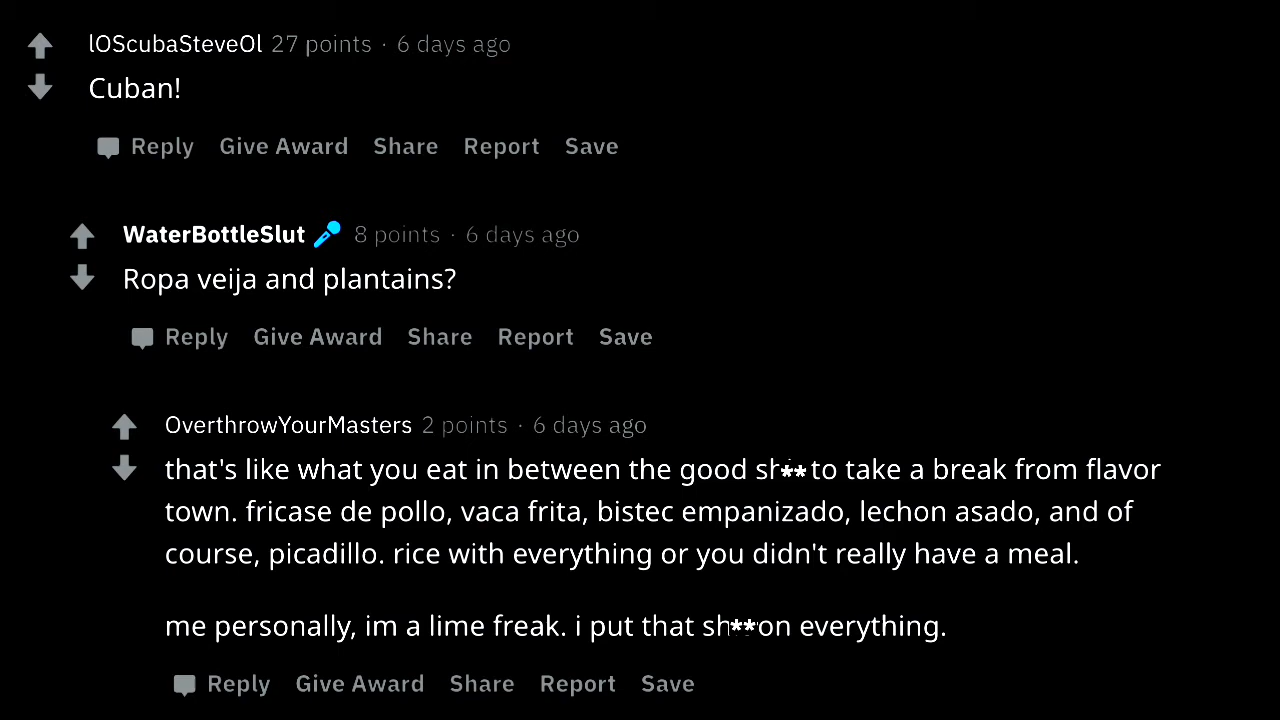 lOScubaSteveOl 27 points · 6 days ago
Cuban!
Reply Give Award Share Report Save
WaterBottleSlut 8 points · 6 days ago
Ropa veija and plantains?
Reply Give Award Share Report Save
OverthrowYourMasters 2 points · 6 days ago
that's like what you eat in between the good sh** to take a break from flavor
town. fricase de pollo, vaca frita, bistec empanizado, lechon asado, and of
course, picadillo. rice with everything or you didn't really have a meal.
me personally, im a lime freak. i put that sh** on everything.
Reply Give Award Share Report Save